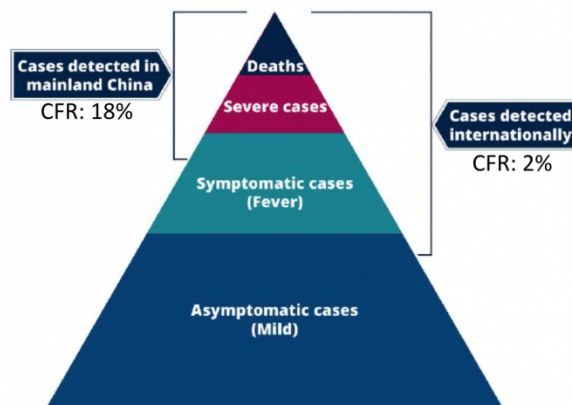 Deaths
Cases detected in
mainland China
CFR: 18%
Severe cases
Cases detected
internationally
CFR: 2%
Symptomatic cases
(Fever)
Asymptomatic cases
(Mild)